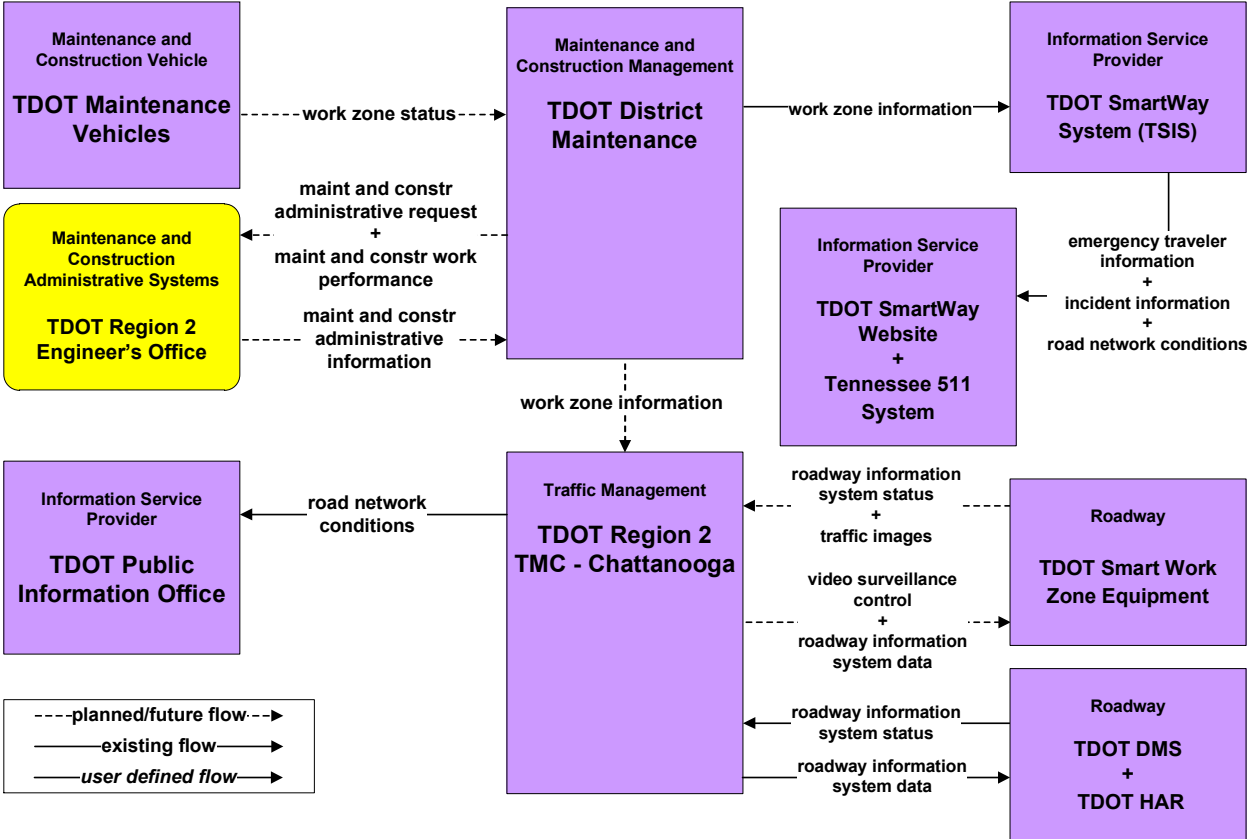 Maintenance and
Construction Vehicle
TDOT Maintenance
Vehicles
work zone status
Maintenance and
Construction Management
TDOT District
Maintenance
work zone information
Information Service
Provider
TDOT SmartWay
System (TSIS)
maint and constr
administrative request
+
maint and constr work
performance
Maintenance and
Construction
Administrative Systems
TDOT Region 2
Engineer’s Office
maint and constr
administrative
information
emergency traveler
information
+
incident information
+
road network conditions
Information Service
Provider
TDOT SmartWay
Website
+
Tennessee 511
System
work zone information
Information Service
Provider
TDOT Public
Information Office
road network
conditions
Traffic Management
TDOT Region 2
TMC - Chattanooga
roadway information
system status
+
traffic images
video surveillance
control
+
roadway information
system data
Roadway
TDOT Smart Work
Zone Equipment
roadway information
system status
roadway information
system data
Roadway
TDOT DMS
+
TDOT HAR
planned/future flow
existing flow
user defined flow